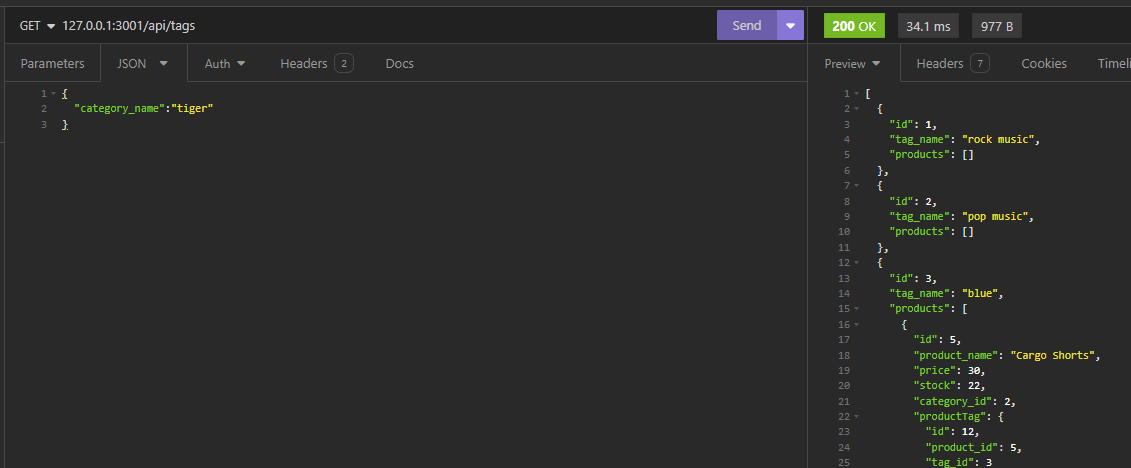 GET 127.0.0.1:3001/api/tags Send 200 OK 34.1 ms 977 B
Parameters JSON Auth Headers 2 Docs Preview Headers 7 Cookies
1 {
2 "category_name":"tiger"
3 }
1 [
2 {
3 "id": 1,
4 "tag_name": "rock music",
5 "products": []
6 },
7 {
8 "id": 2,
9 "tag_name": "pop music",
10 "products": []
11 },
12 {
13 "id": 3,
14 "tag_name": "blue",
15 "products": [
16 {
17 "id": 5,
18 "product_name": "Cargo Shorts",
19 "price": 30,
20 "stock": 22,
21 "category_id": 2,
22 "productTag": {
23 "id": 12,
24 "product_id": 5,
25 "tag_id": 3